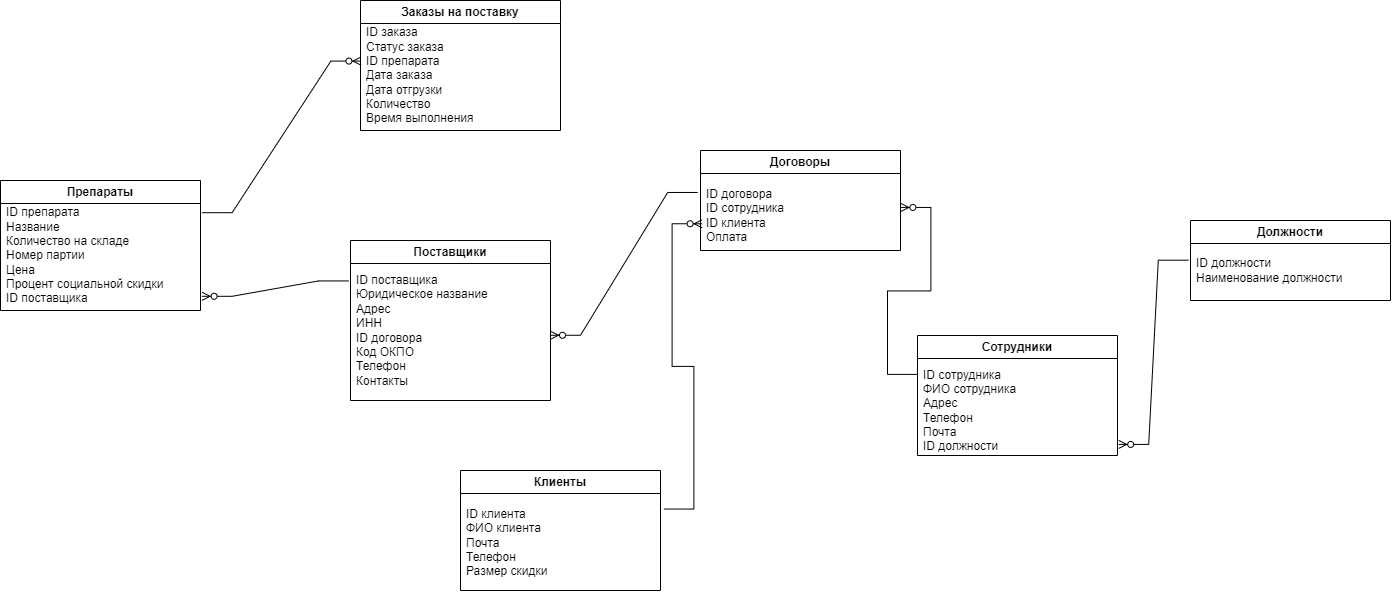 Заказы на поставку
ID заказа
Статус заказа
ID препарата
Дата заказа
Дата отгрузки
Количество
Время выполнения
Препараты
ID препарата
Название
Количество на складе
Номер партии
Цена
Процент социальной скидки
ID поставщика
Поставщики
ID поставщика
Юридическое название
Адрес
ИНН
ID договора
Код ОКПО
Телефон
Контакты
Договоры
ID договора
ID сотрудника
ID клиента
Оплата
Должности
ID должности
Наименование должности
Сотрудники
ID сотрудника
ФИО сотрудника
Адрес
Телефон
Почта
ID должности
Клиенты
ID клиента
ФИО клиента
Почта
Телефон
Размер скидки